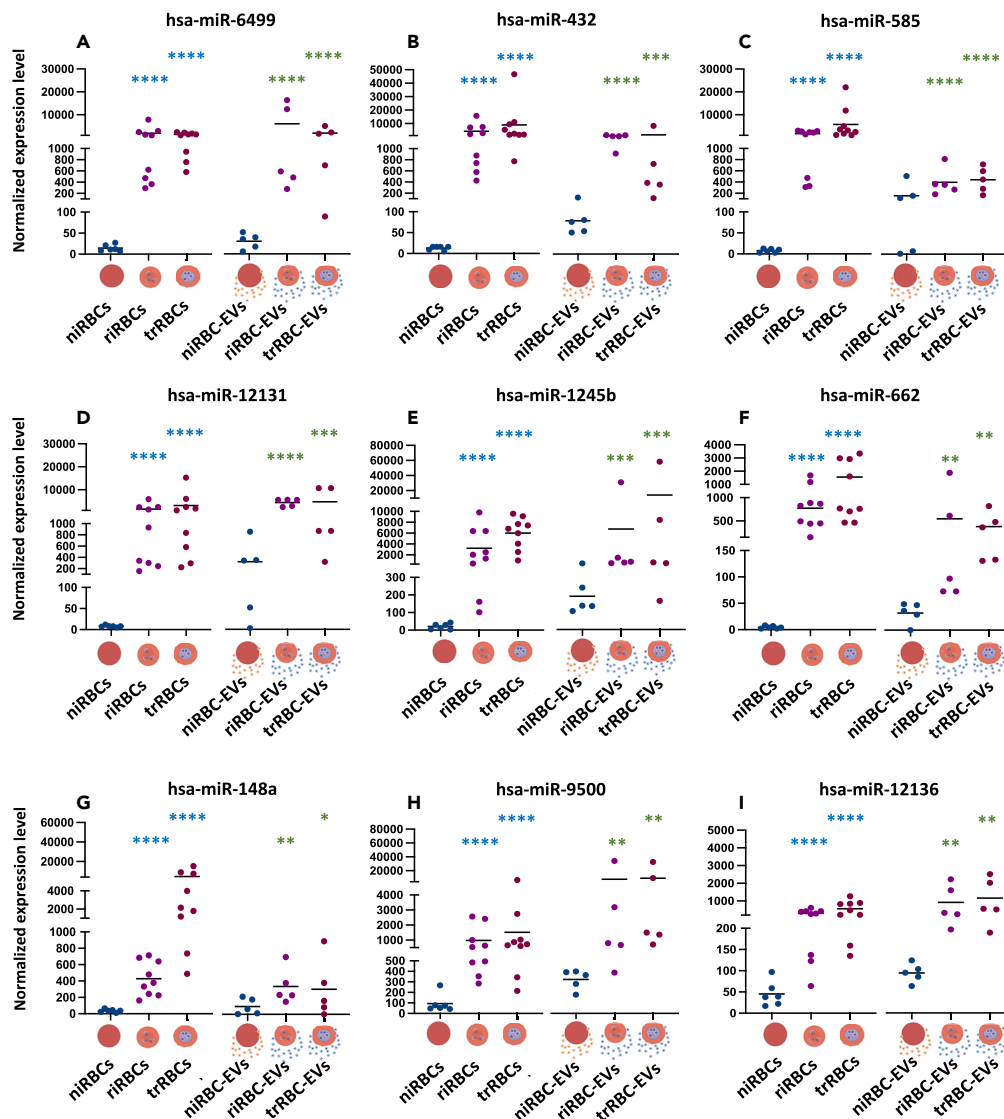 hsa-miR-6499
hsa-miR-432
hsa-miR-585
A
B
C
Normalized expression level
**** **** **** ****
**** **** **** ***
**** **** **** ****
30000
20000
10000
1000
800
600
400
200
100
50
0
50000
40000
30000
20000
10000
1000
800
600
400
200
100
50
0
30000
20000
10000
1000
800
600
400
200
100
50
0
niRBCs riRBCs trRBCs niRBC-EVs riRBC-EVs trRBC-EVs
niRBCs riRBCs trRBCs niRBC-EVs riRBC-EVs trRBC-EVs
niRBCs riRBCs trRBCs niRBC-EVs riRBC-EVs trRBC-EVs
hsa-miR-12131
hsa-miR-1245b
hsa-miR-662
D
E
F
Normalized expression level
**** **** **** ***
**** **** *** ***
**** **** ** **
30000
20000
10000
1000
800
600
400
200
100
50
0
80000
60000
40000
20000
10000
8000
6000
4000
2000
200
100
0
4000
3000
2000
1000
1000
500
150
100
50
0
niRBCs riRBCs trRBCs niRBC-EVs riRBC-EVs trRBC-EVs
niRBCs riRBCs trRBCs niRBC-EVs riRBC-EVs trRBC-EVs
niRBCs riRBCs trRBCs niRBC-EVs riRBC-EVs trRBC-EVs
hsa-miR-148a
hsa-miR-9500
hsa-miR-12136
G
H
I
Normalized expression level
**** **** ** *
**** **** ** **
**** **** ** **
60000
40000
20000
4000
2000
1000
800
600
400
200
0
80000
60000
40000
20000
4000
3000
2000
1000
500
400
300
200
100
0
5000
4000
3000
2000
1000
200
150
100
50
0
niRBCs riRBCs trRBCs niRBC-EVs riRBC-EVs trRBC-EVs
niRBCs riRBCs trRBCs niRBC-EVs riRBC-EVs trRBC-EVs
niRBCs riRBCs trRBCs niRBC-EVs riRBC-EVs trRBC-EVs